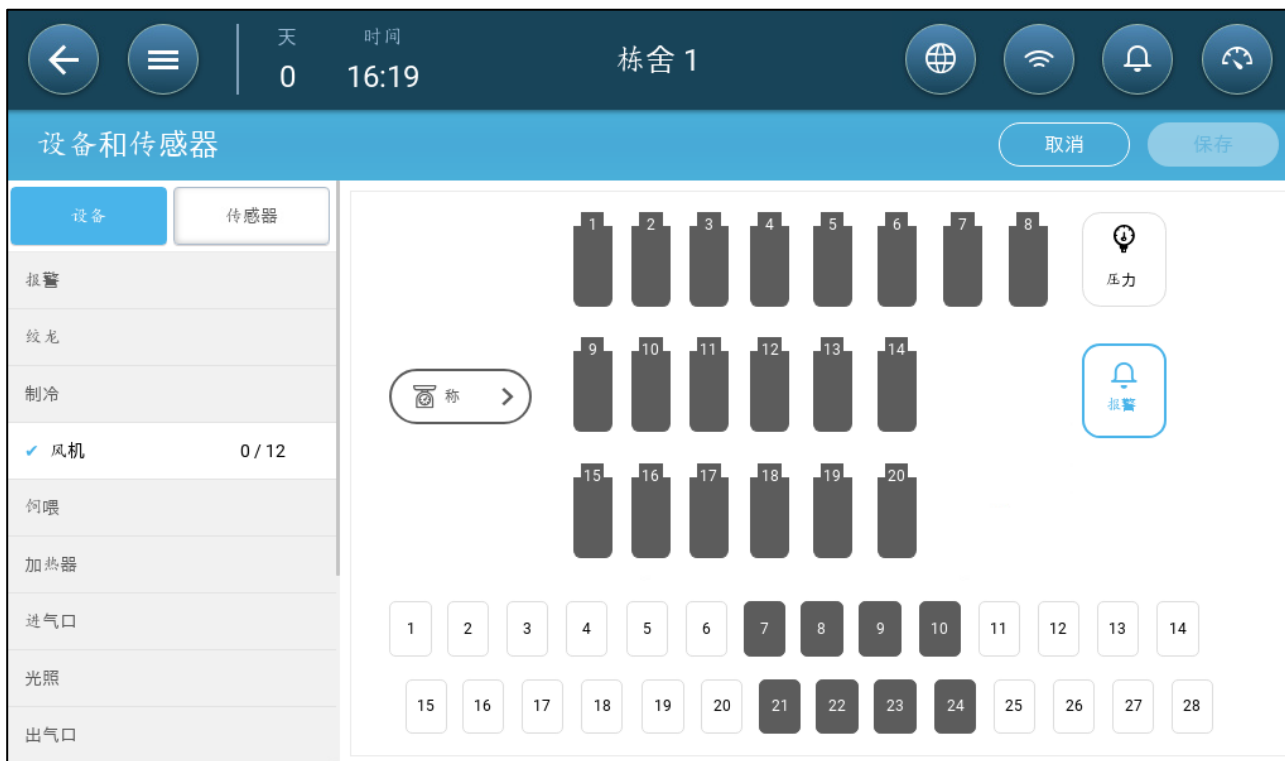 天 时间
0 16:19 栋舍 1
设备和传感器 取消 保存
设备 传感器
报警
绞龙
制冷
✔ 风机 0 / 12
饲喂
加热器
进气口
光照
出气口
1 2 3 4 5 6 7 8
压力
9 10 11 12 13 14
称
报警
15 16 17 18 19 20
1 2 3 4 5 6 7 8 9 10 11 12 13 14
15 16 17 18 19 20 21 22 23 24 25 26 27 28